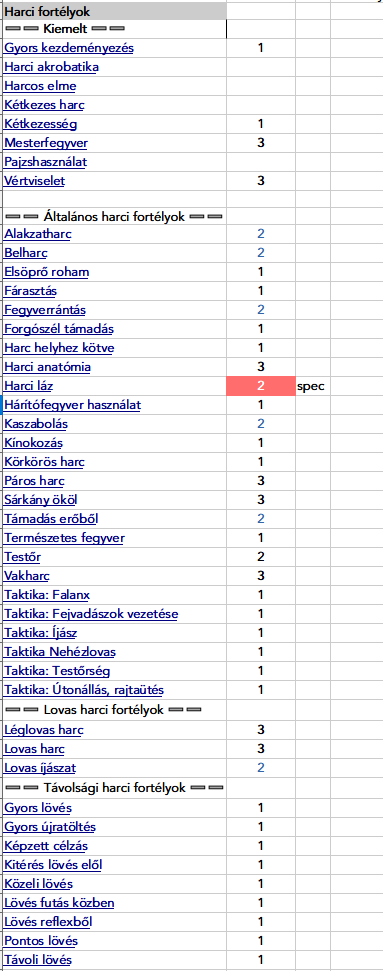 Harci fortélyok
== == Kiemelt == ==
Gyors kezdeményezés 1
Harci akrobatika
Harcos elme
Kétkezes harc
Kétkezesség 1
Mesterfegyver 3
Pajzshasználat
Vértviselet 3
== == Általános harci fortélyok == ==
Alakzatharc 2
Belharc 2
Elsöprő roham 1
Fárasztás 1
Fegyverrántás 2
Forgószél támadás 1
Harc helyhez kötve 1
Harci anatómia 3
Harci láz 2 spec
Hárítófegyver használat 1
Kaszabolás 2
Kínokozás 1
Körkörös harc 1
Páros harc 3
Sárkány ököl 3
Támadás erőből 2
Természetes fegyver 1
Testőr 2
Vakharc 3
Taktika: Falanx 1
Taktika: Fejvadászok vezetése 1
Taktika: Íjász 1
Taktika Nehézlovas 1
Taktika: Testőrség 1
Taktika: Útonállás, rajtaütés 1
== == Lovas harci fortélyok == ==
Léglovas harc 3
Lovas harc 3
Lovas íjászat 2
== == Távolsági harci fortélyok == ==
Gyors lövés 1
Gyors újratöltés 1
Képzett célzás 1
Kitérés lövés elől 1
Közeli lövés 1
Lövés futás közben 1
Lövés reflexből 1
Pontos lövés 1
Távoli lövés 1